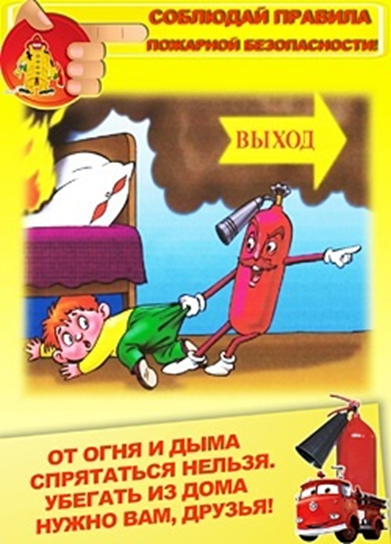 СОБЛЮДАЙ ПРАВИЛА
ПОЖАРНОЙ БЕЗОПАСНОСТИ!
ВЫХОД
ОТ ОГНЯ И ДЫМА
СПРЯТАТЬСЯ НЕЛЬЗЯ.
УБЕГАТЬ ИЗ ДОМА
НУЖНО ВАМ, ДРУЗЬЯ!